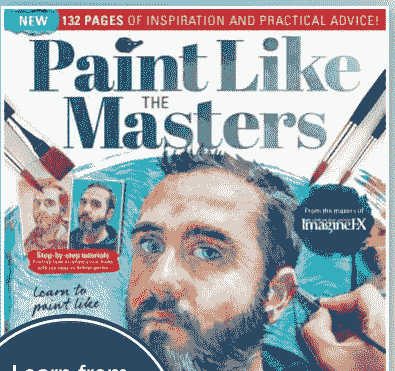 NEW
132 PAGES OF INSPIRATION AND PRACTICAL ADVICE!
Paint Like
THE
Masters
From the makers of
ImagineFX
Step-by-step tutorials
Learn to
paint like
Learn from